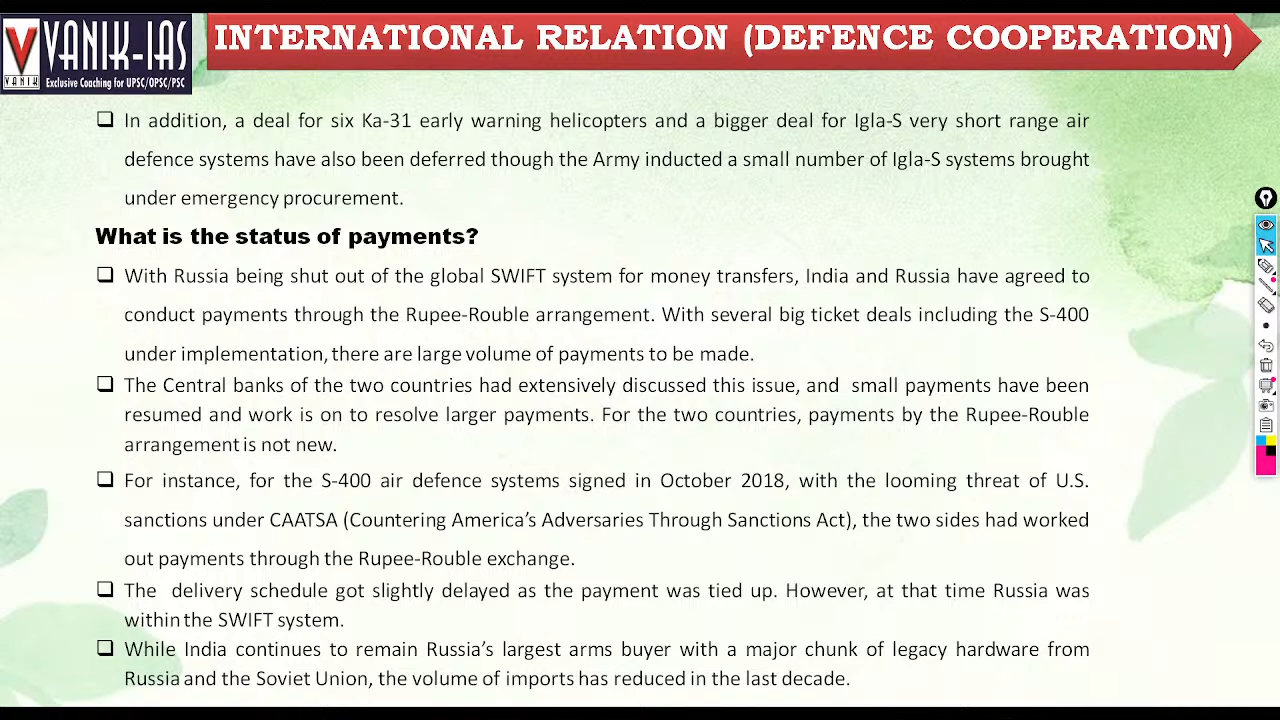 VANIK-IAS
VANIK
Exclusive Coaching for UPSC/OPSC/PSC
INTERNATIONAL RELATION (DEFENCE COOPERATION)
In addition, a deal for six Ka-31 early warning helicopters and a bigger deal for Igla-S very short range air
defence systems have also been deferred though the Army inducted a small number of Igla-S systems brought
under emergency procurement.
What is the status of payments?
With Russia being shut out of the global SWIFT system for money transfers, India and Russia have agreed to
conduct payments through the Rupee-Rouble arrangement. With several big ticket deals including the S-400
under implementation, there are large volume of payments to be made.
The Central banks of the two countries had extensively discussed this issue, and small payments have been
resumed and work is on to resolve larger payments. For the two countries, payments by the Rupee-Rouble
arrangement is not new.
For instance, for the S-400 air defence systems signed in October 2018, with the looming threat of U.S.
sanctions under CAATSA (Countering America’s Adversaries Through Sanctions Act), the two sides had worked
out payments through the Rupee-Rouble exchange.
The delivery schedule got slightly delayed as the payment was tied up. However, at that time Russia was
within the SWIFT system.
While India continues to remain Russia’s largest arms buyer with a major chunk of legacy hardware from
Russia and the Soviet Union, the volume of imports has reduced in the last decade.